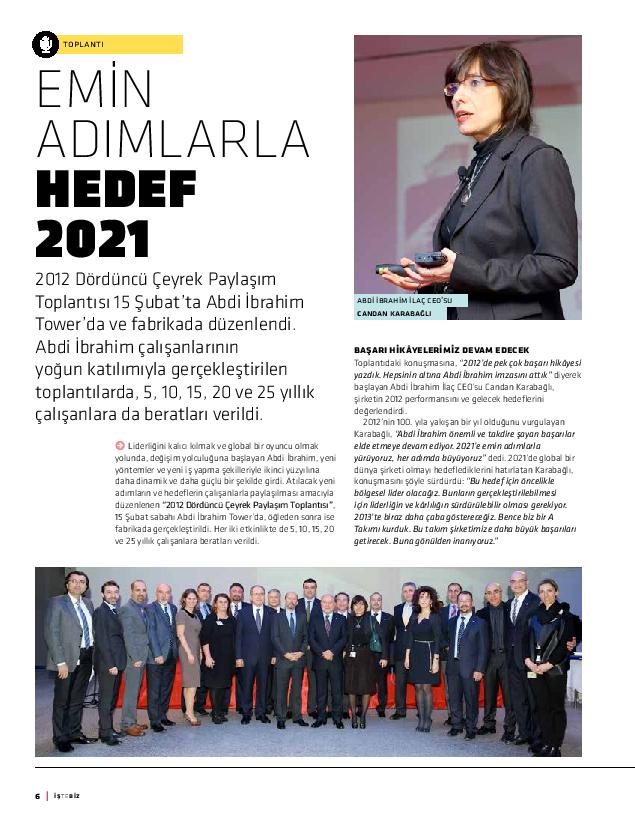 TOPLANTI
EMİN
ADIMLARLA
HEDEF
2021
2012 Dördüncü Çeyrek Paylaşım
Toplantısı 15 Şubat'ta Abdi İbrahim
Tower'da ve fabrikada düzenlendi.
Abdi İbrahim çalışanlarının
yoğun katılımıyla gerçekleştirilen
toplantılarda, 5, 10, 15, 20 ve 25 yıllık
çalışanlara da beratları verildi.
Liderliğini kalıcı kılmak ve global bir oyuncu olmak
yolunda, değişim yolculuğuna başlayan Abdi İbrahim, yeni
yöntemler ve yeni iş yapma şekilleriyle ikinci yüzyılına
daha dinamik ve daha güçlü bir şekilde girdi. Atılacak yeni
adımların ve hedeflerin çalışanlarla paylaşılması amacıyla
düzenlenen "2012 Dördüncü Çeyrek Paylaşım Toplantısı",
15 Şubat sabahı Abdi İbrahim Tower'da, öğleden sonra ise
fabrikada gerçekleştirildi. Her iki etkinlikte de 5, 10, 15, 20
ve 25 yıllık çalışanlara beratları verildi.
ABDİ İBRAHİM İLAÇ CEO'SU
CANDAN KARABAĞLI
BAŞARI HİKÂYELERİMİZ DEVAM EDECEK
Toplantıdaki konuşmasına, "2012'de pek çok başarı hikâyesi
yazdık. Hepsinin altına Abdi İbrahim imzasını attık" diyerek
başlayan Abdi İbrahim İlaç CEO'su Candan Karabağlı,
şirketin 2012 performansını ve gelecek hedeflerini
değerlendirdi.
2012'nin 100. yıla yakışan bir yıl olduğunu vurgulayan
Karabağlı, "Abdi İbrahim önemli ve takdire şayan başarılar
elde etmeye devam ediyor. 2021'e emin adımlarla
yürüyoruz, her adımda büyüyoruz" dedi. 2021'de global bir
dünya şirketi olmayı hedeflediklerini hatırlatan Karabağlı,
konuşmasını şöyle sürdürdü: "Bu hedef için öncelikle
bölgesel lider olacağız. Bunların gerçekleştirilebilmesi
için liderliğin ve kârlılığın sürdürülebilir olması gerekiyor.
2013'te biraz daha çaba göstereceğiz. Bence biz bir A
Takımı kurduk. Bu takım şirketimize daha büyük başarıları
getirecek. Buna gönülden inanıyoruz."
6 | İŞTEBİZ